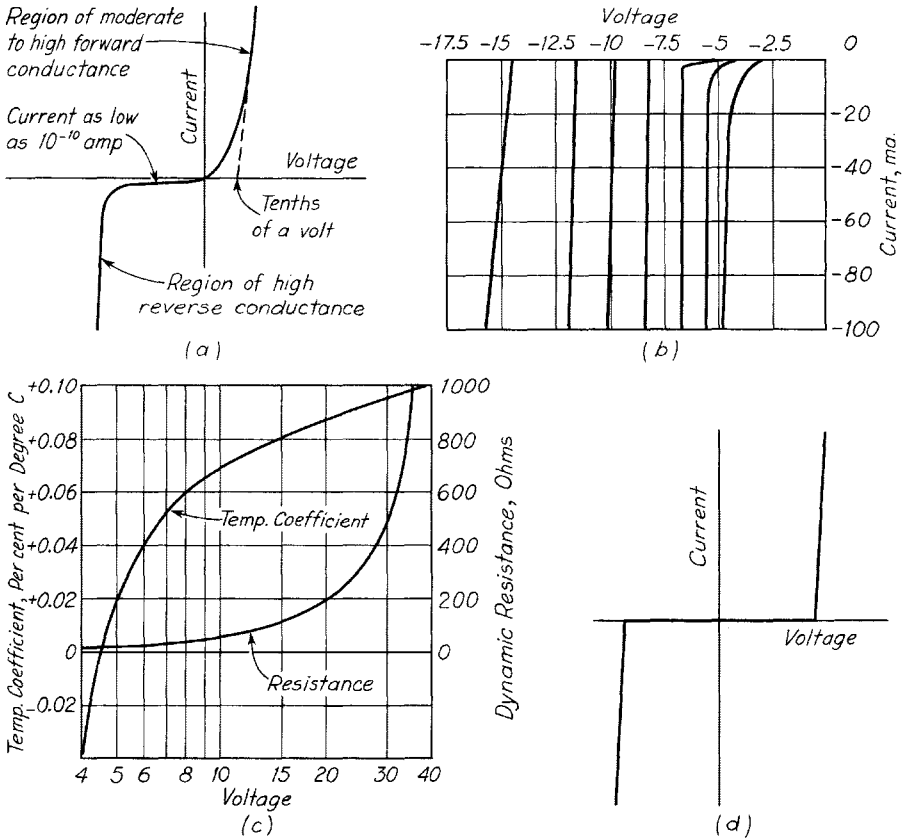 Region of moderate
to high forward
conductance
Current as low
as 10⁻¹⁰ amp
Current
Voltage
Tenths
of a volt
Region of high
reverse conductance
(a)
Voltage
-17.5 -15 -12.5 -10 -7.5 -5 -2.5 0
-20
-40
-60
-80
-100
Current, ma.
(b)
Temp. Coefficient, Per cent per Degree C
+0.10
+0.08
+0.06
+0.04
+0.02
0
-0.02
Temp. Coefficient
Resistance
1000
800
600
400
200
0
Dynamic Resistance, Ohms
4 5 6 8 10 15 20 30 40
Voltage
(c)
Current
Voltage
(d)